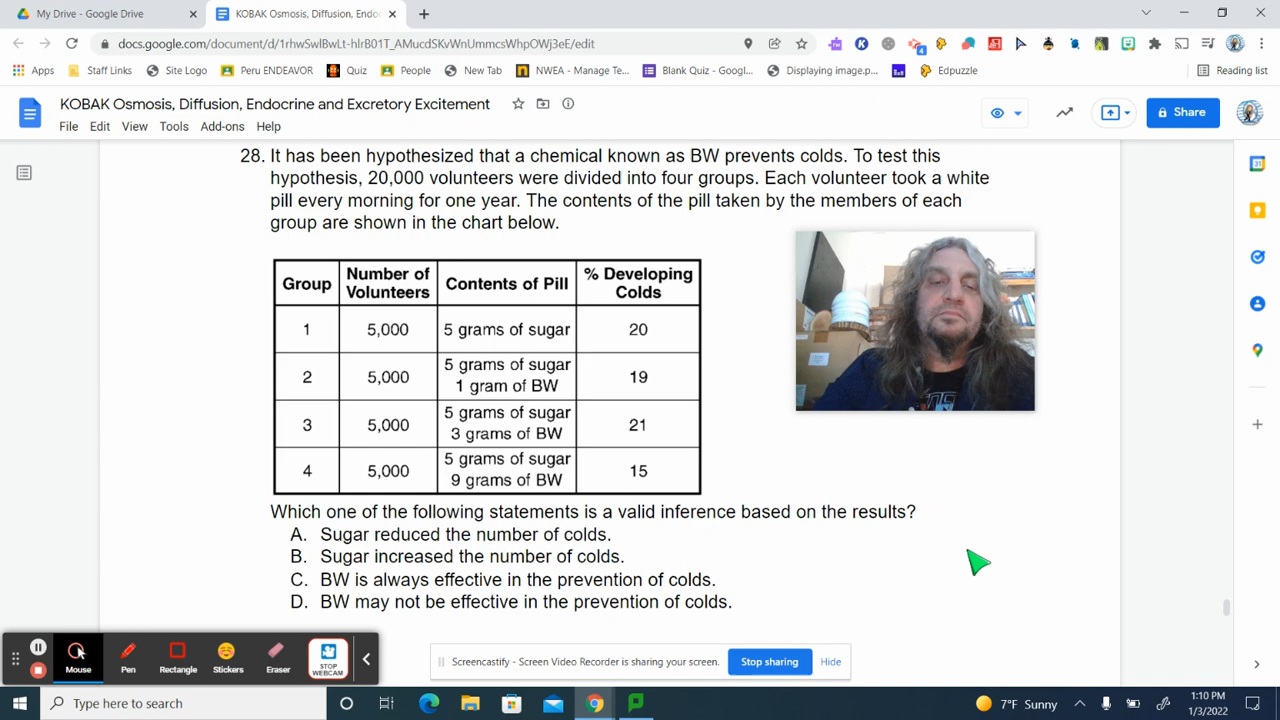 My Drive - Google Drive
KOBAK Osmosis, Diffusion, Endoc
docs.google.com/document/d/
Apps Staff Links Site Logo Peru ENDEAVOR Quiz People New Tab NWEA - Manage Te... Blank Quiz - Googl... Displaying image.p... Edpuzzle Reading list
KOBAK Osmosis, Diffusion, Endocrine and Excretory Excitement
File Edit View Tools Add-ons Help
Share
28. It has been hypothesized that a chemical known as BW prevents colds. To test this
hypothesis, 20,000 volunteers were divided into four groups. Each volunteer took a white
pill every morning for one year. The contents of the pill taken by the members of each
group are shown in the chart below.
Group Number of Volunteers Contents of Pill % Developing Colds
1 5,000 5 grams of sugar 20
2 5,000 5 grams of sugar 1 gram of BW 19
3 5,000 5 grams of sugar 3 grams of BW 21
4 5,000 5 grams of sugar 9 grams of BW 15
Which one of the following statements is a valid inference based on the results?
A. Sugar reduced the number of colds.
B. Sugar increased the number of colds.
C. BW is always effective in the prevention of colds.
D. BW may not be effective in the prevention of colds.
Mouse Pen Rectangle Stickers Eraser STOP WEBCAM
Screencastify - Screen Video Recorder is sharing your screen. Stop sharing Hide
Type here to search
7°F Sunny
1:10 PM
1/3/2022